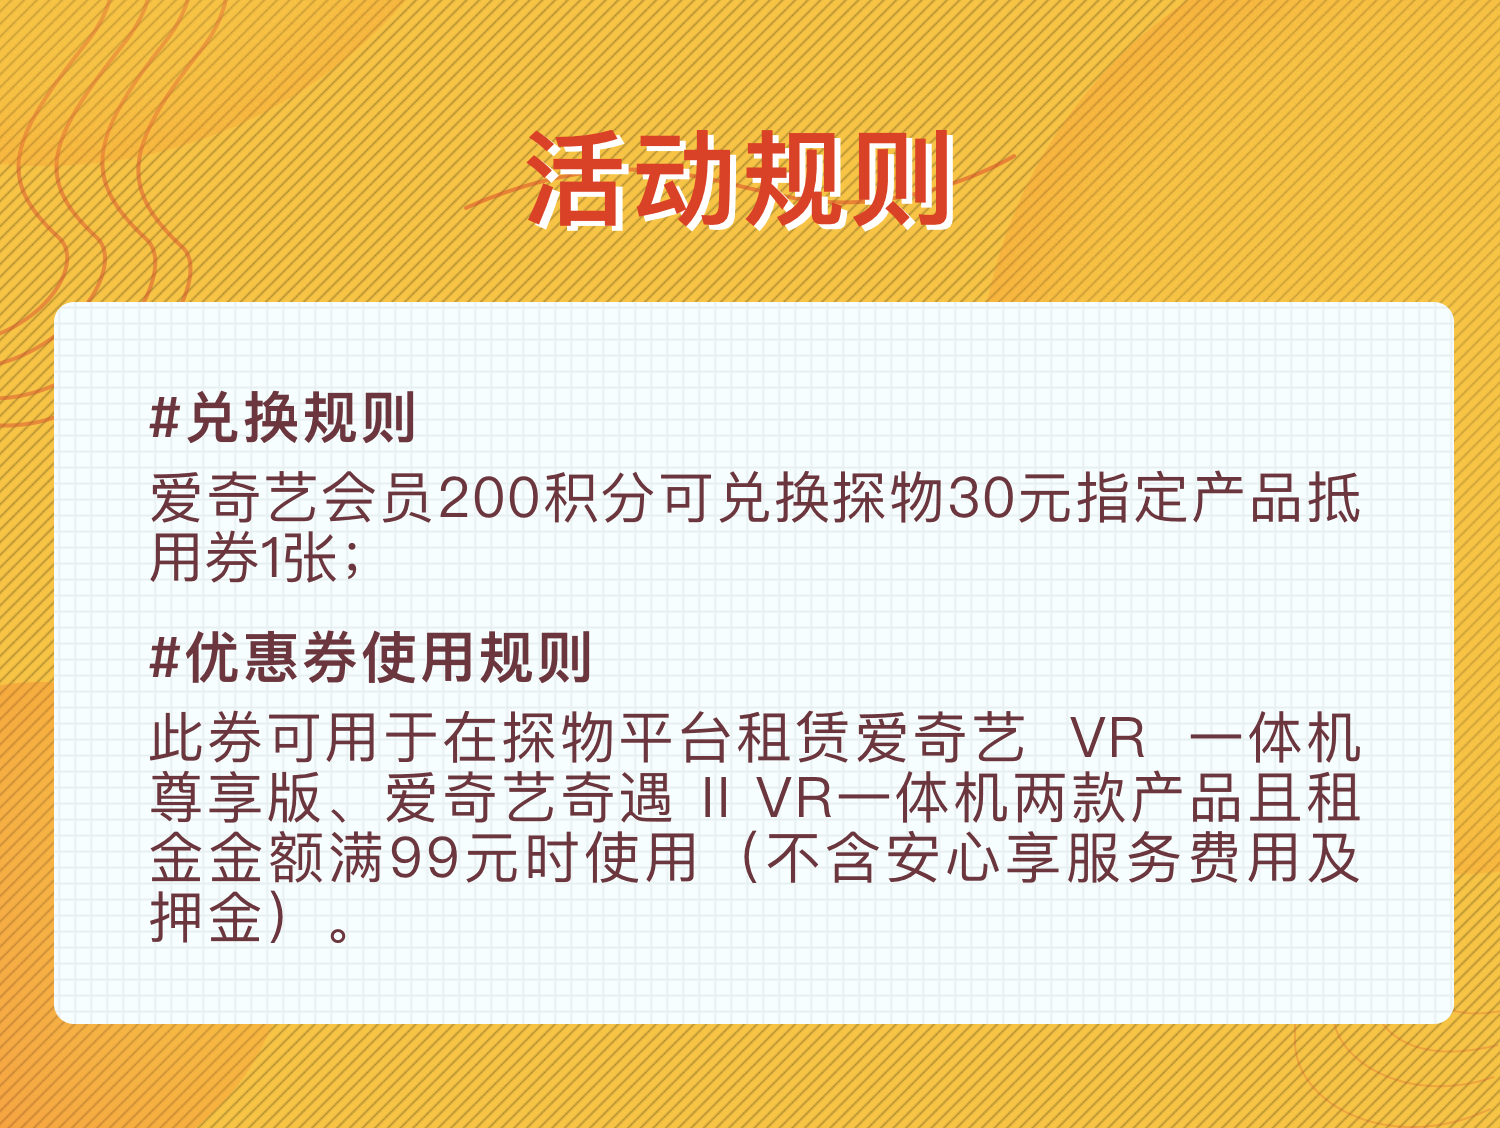 活动规则
#兑换规则
爱奇艺会员200积分可兑换探物30元指定产品抵
用券1张；
#优惠券使用规则
此券可用于在探物平台租赁爱奇艺 VR 一体机
尊享版、爱奇艺奇遇 II VR一体机两款产品且租
金金额满99元时使用（不含安心享服务费用及
押金）。